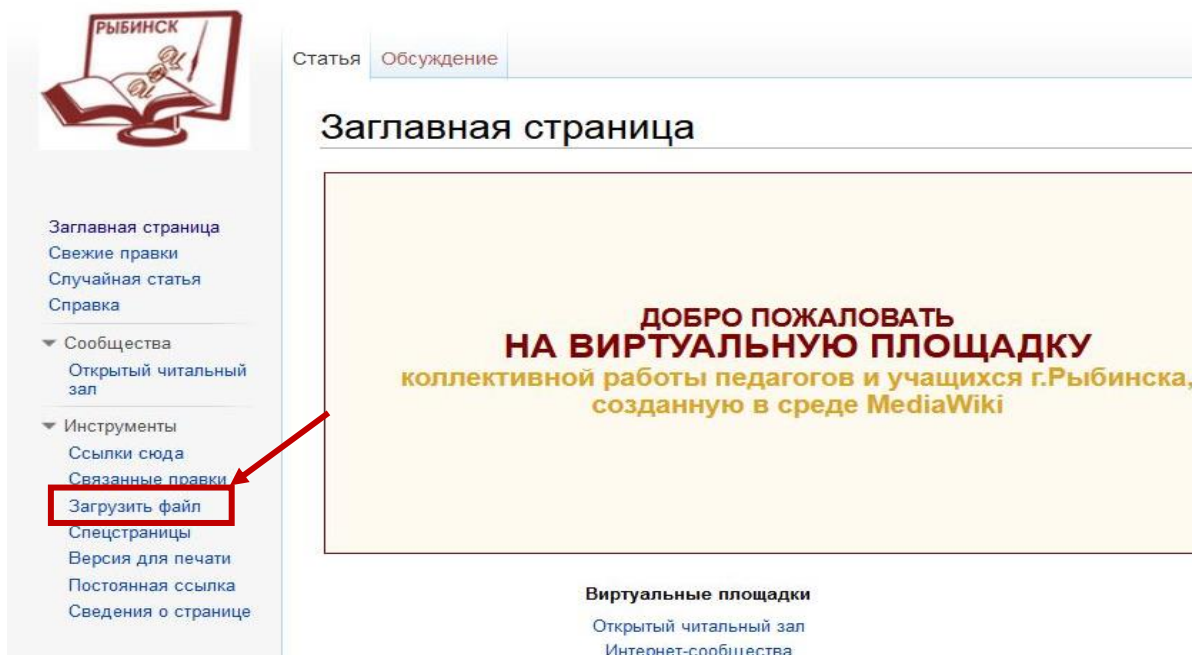 РЫБИНСК
Статья Обсуждение
Заглавная страница
Заглавная страница
Свежие правки
Случайная статья
Справка
Сообщества
Открытый читальный
зал
Инструменты
Ссылки сюда
Связанные правки
Загрузить файл
Спецстраницы
Версия для печати
Постоянная ссылка
Сведения о странице
ДОБРО ПОЖАЛОВАТЬ
НА ВИРТУАЛЬНУЮ ПЛОЩАДКУ
коллективной работы педагогов и учащихся г.Рыбинска,
созданную в среде MediaWiki
Виртуальные площадки
Открытый читальный зал
Интернет-сообщества